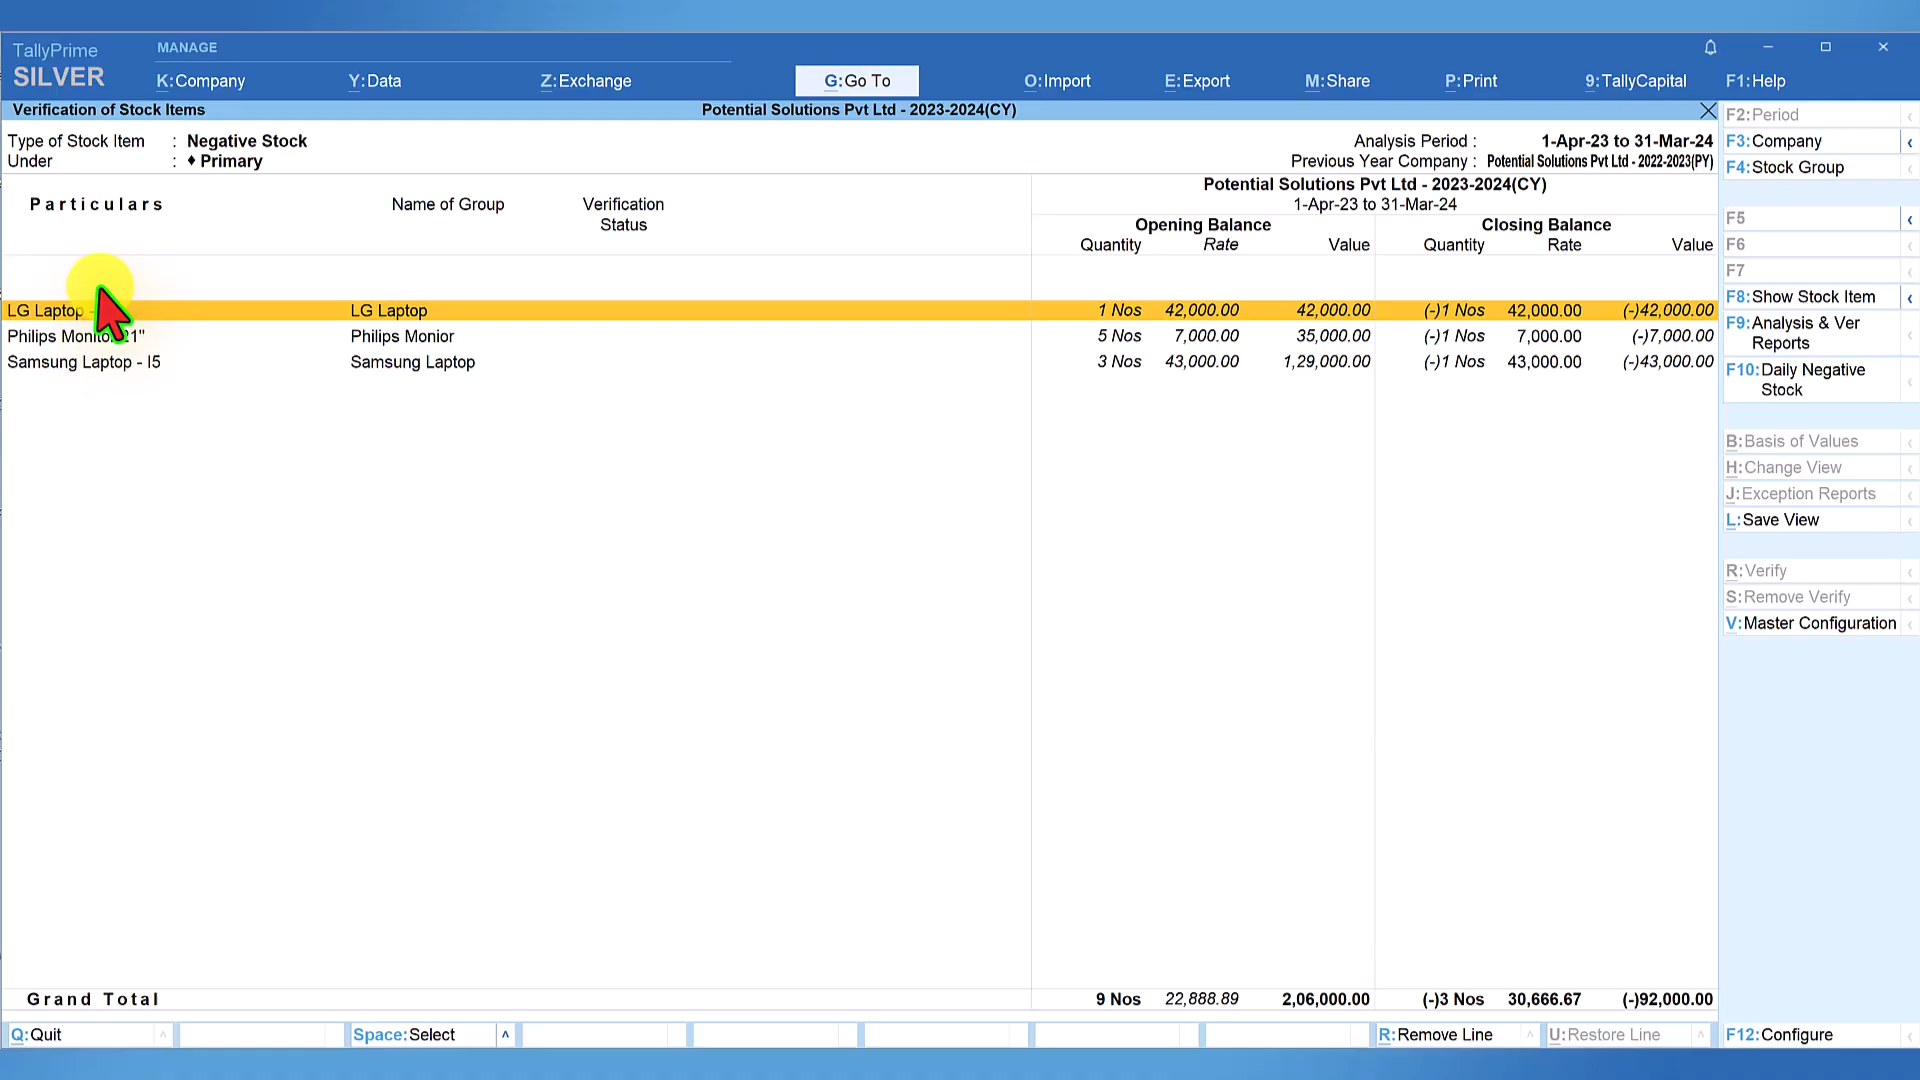 TallyPrime
SILVER
MANAGE
K:Company Y:Data Z:Exchange G:Go To O:Import E:Export M:Share P:Print 9:TallyCapital F1:Help
Verification of Stock Items Potential Solutions Pvt Ltd - 2023-2024(CY)
Type of Stock Item : Negative Stock Analysis Period : 1-Apr-23 to 31-Mar-24
Under : ♦ Primary Previous Year Company : Potential Solutions Pvt Ltd - 2022-2023(PY)
Potential Solutions Pvt Ltd - 2023-2024(CY)
Particulars Name of Group Verification Status 1-Apr-23 to 31-Mar-24
Opening Balance Closing Balance
Quantity Rate Value Quantity Rate Value
LG Laptop LG Laptop 1 Nos 42,000.00 42,000.00 (-)1 Nos 42,000.00 (-)42,000.00
Philips Monitor 21" Philips Monior 5 Nos 7,000.00 35,000.00 (-)1 Nos 7,000.00 (-)7,000.00
Samsung Laptop - I5 Samsung Laptop 3 Nos 43,000.00 1,29,000.00 (-)1 Nos 43,000.00 (-)43,000.00
Grand Total 9 Nos 22,888.89 2,06,000.00 (-)3 Nos 30,666.67 (-)92,000.00
F2:Period
F3:Company
F4:Stock Group
F5
F6
F7
F8:Show Stock Item
F9:Analysis & Ver
Reports
F10:Daily Negative
Stock
B:Basis of Values
H:Change View
J:Exception Reports
L:Save View
R:Verify
S:Remove Verify
V:Master Configuration
Q:Quit Space:Select R:Remove Line U:Restore Line F12:Configure